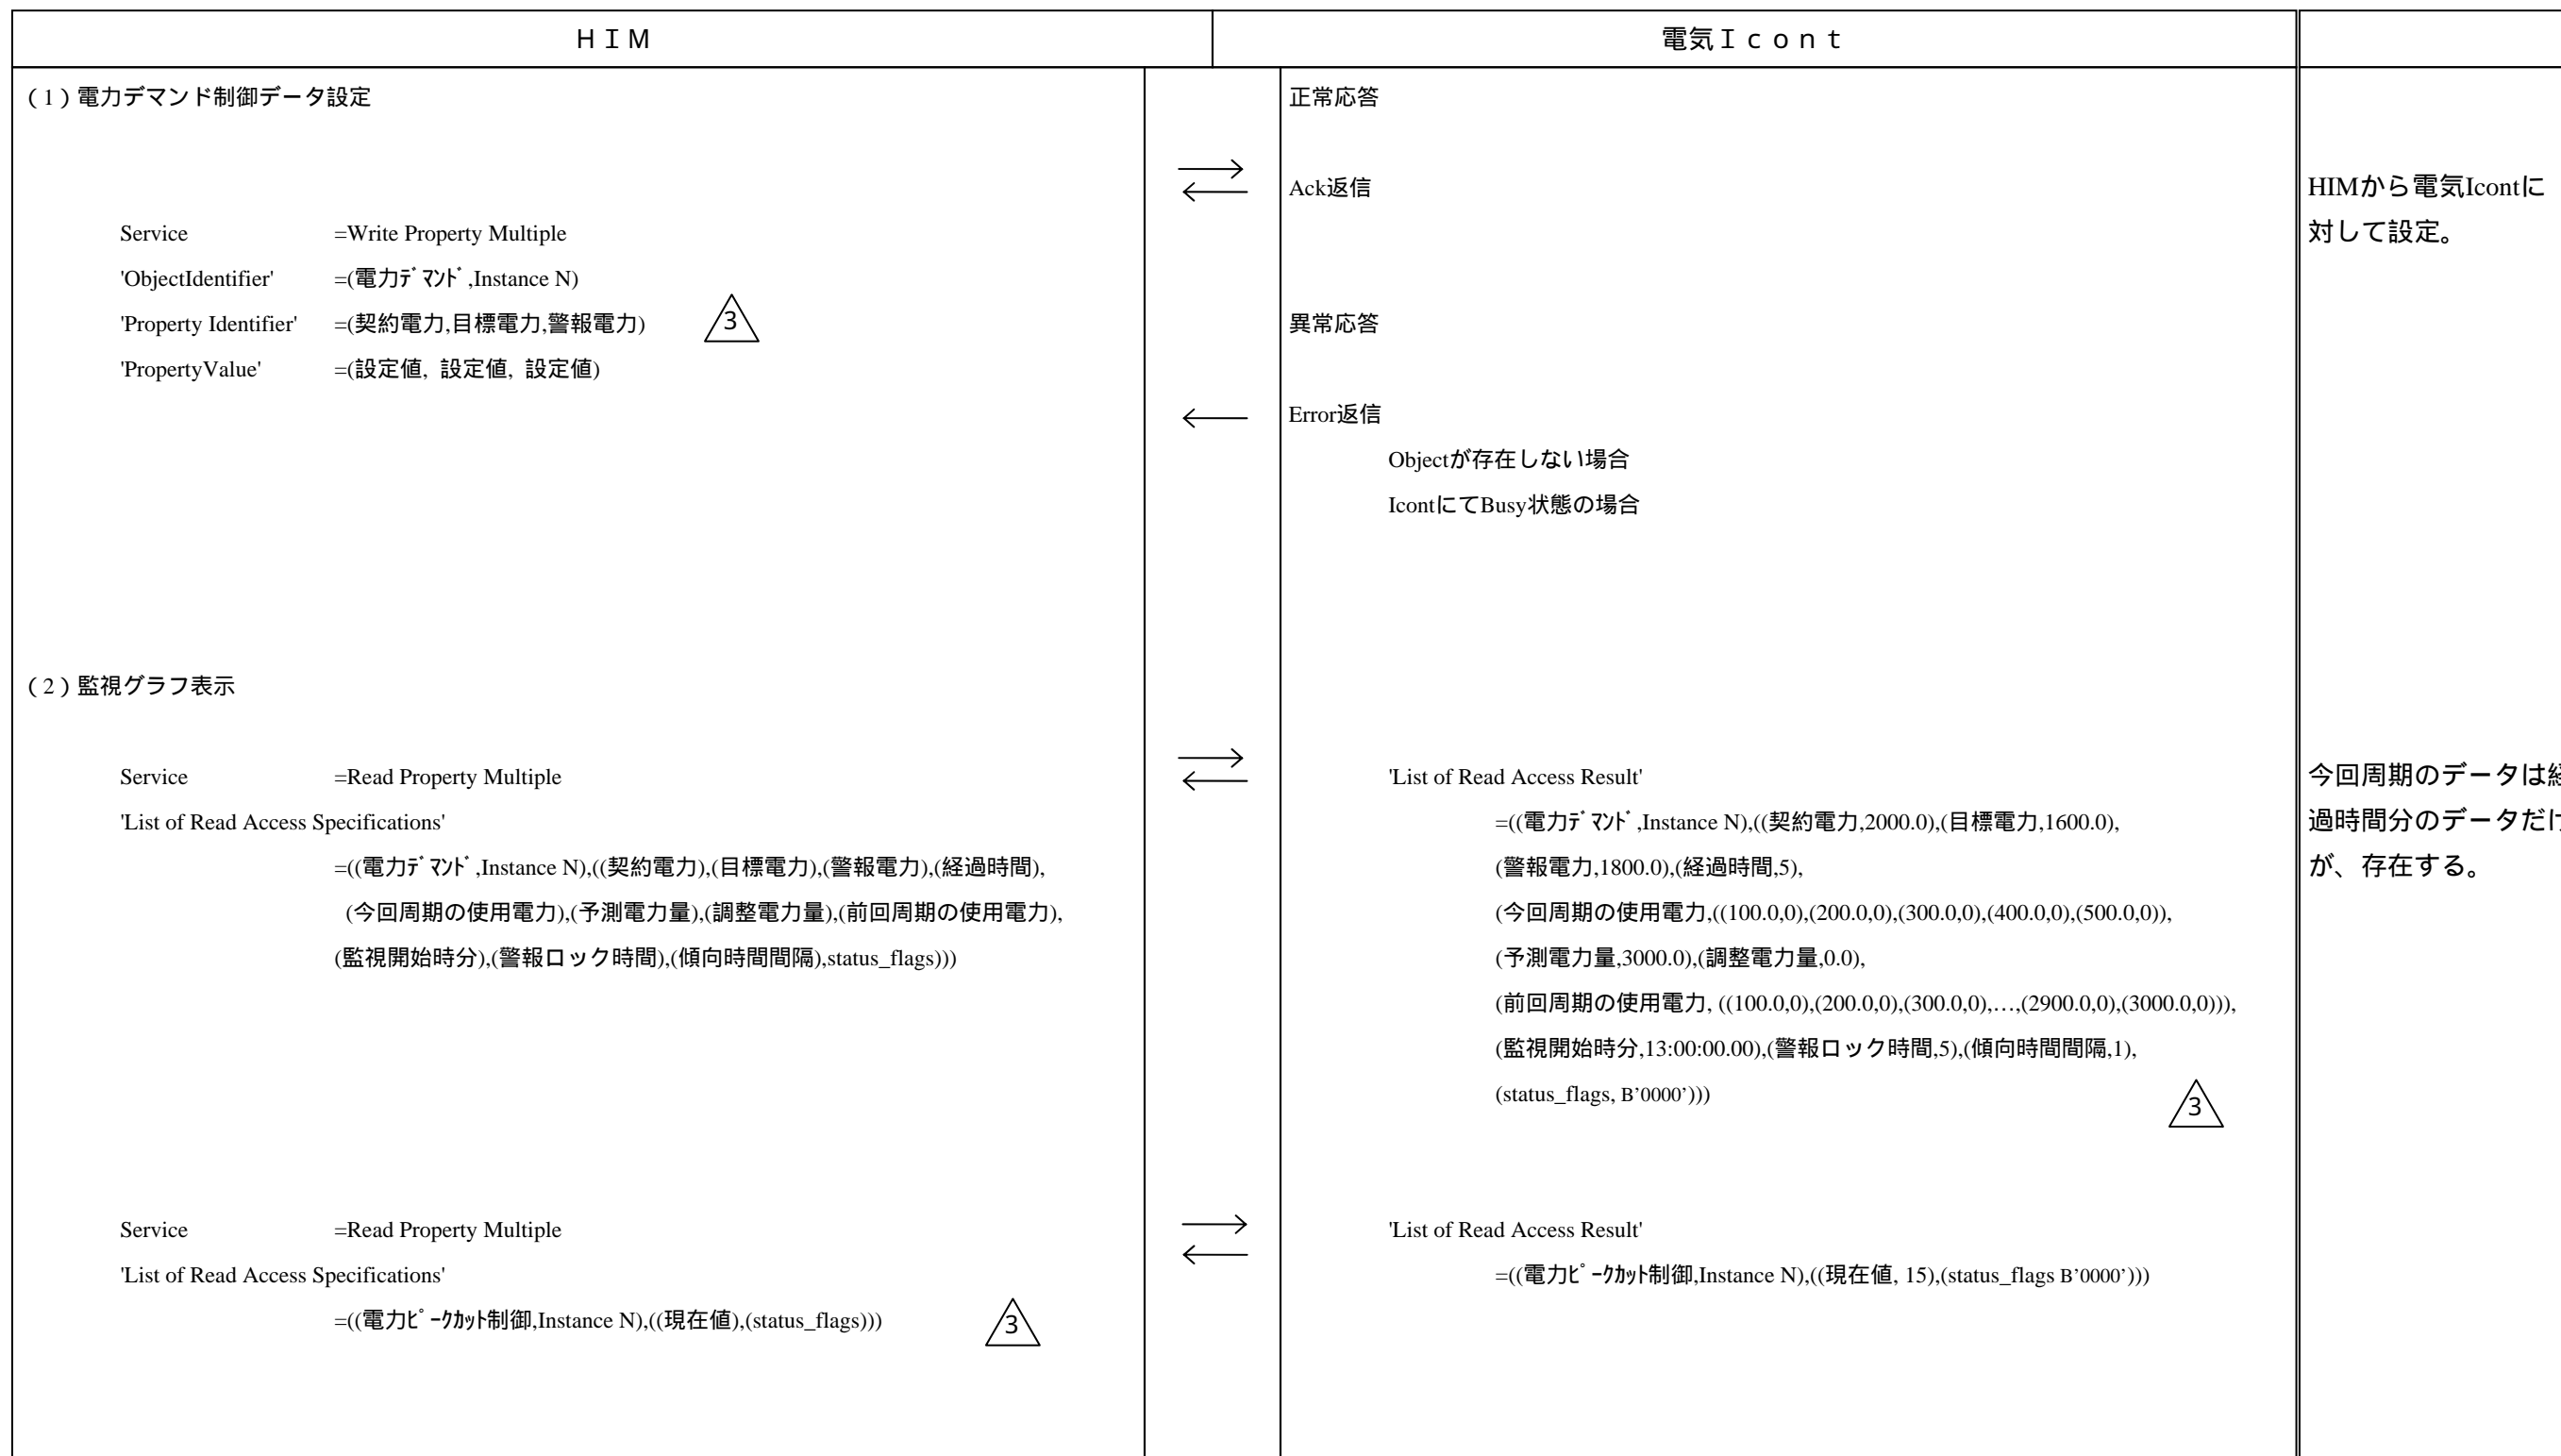 ＨＩＭ
電気Ｉｃｏｎｔ
(1)電力デマンド制御データ設定
Service =Write Property Multiple
'ObjectIdentifier' =(電力ﾃﾞﾏﾝﾄﾞ,Instance N)
'Property Identifier' =(契約電力,目標電力,警報電力) 3
'PropertyValue' =(設定値, 設定値, 設定値)
正常応答
Ack返信
異常応答
Error返信
Objectが存在しない場合
IcontにてBusy状態の場合
HIMから電気Icontに
対して設定。
(2)監視グラフ表示
Service =Read Property Multiple
'List of Read Access Specifications'
=((電力ﾃﾞﾏﾝﾄﾞ,Instance N),((契約電力),(目標電力),(警報電力),(経過時間),
(今回周期の使用電力),(予測電力量),(調整電力量),(前回周期の使用電力),
(監視開始時分),(警報ロック時間),(傾向時間間隔),status_flags)))
'List of Read Access Result'
=((電力ﾃﾞﾏﾝﾄﾞ,Instance N),((契約電力,2000.0),(目標電力,1600.0),
(警報電力,1800.0),(経過時間,5),
(今回周期の使用電力,((100.0,0),(200.0,0),(300.0,0),(400.0,0),(500.0,0)),
(予測電力量,3000.0),(調整電力量,0.0),
(前回周期の使用電力, ((100.0,0),(200.0,0),(300.0,0),…,(2900.0,0),(3000.0,0))),
(監視開始時分,13:00:00.00),(警報ロック時間,5),(傾向時間間隔,1),
(status_flags, B’0000’)))
3
今回周期のデータは経
過時間分のデータだけ
が、存在する。
Service =Read Property Multiple
'List of Read Access Specifications'
=((電力ﾋﾟｰｸｶｯﾄ制御,Instance N),((現在値),(status_flags))) 3
'List of Read Access Result'
=((電力ﾋﾟｰｸｶｯﾄ制御,Instance N),((現在値, 15),(status_flags B’0000’)))